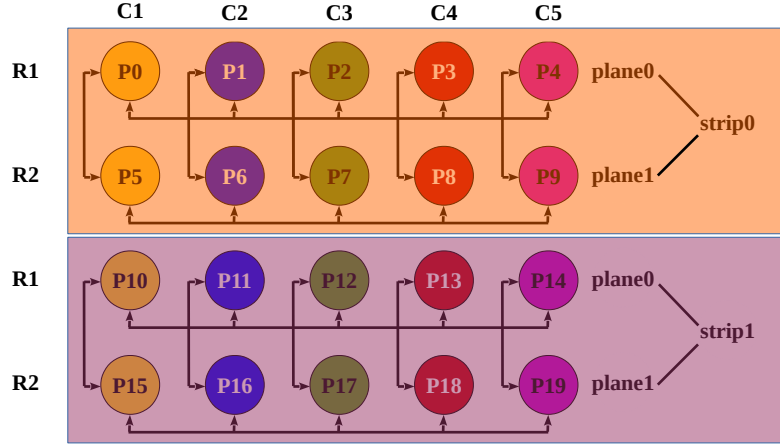 C1 C2 C3 C4 C5
R1 P0 P1 P2 P3 P4 plane0
strip0
R2 P5 P6 P7 P8 P9 plane1
R1 P10 P11 P12 P13 P14 plane0
strip1
R2 P15 P16 P17 P18 P19 plane1